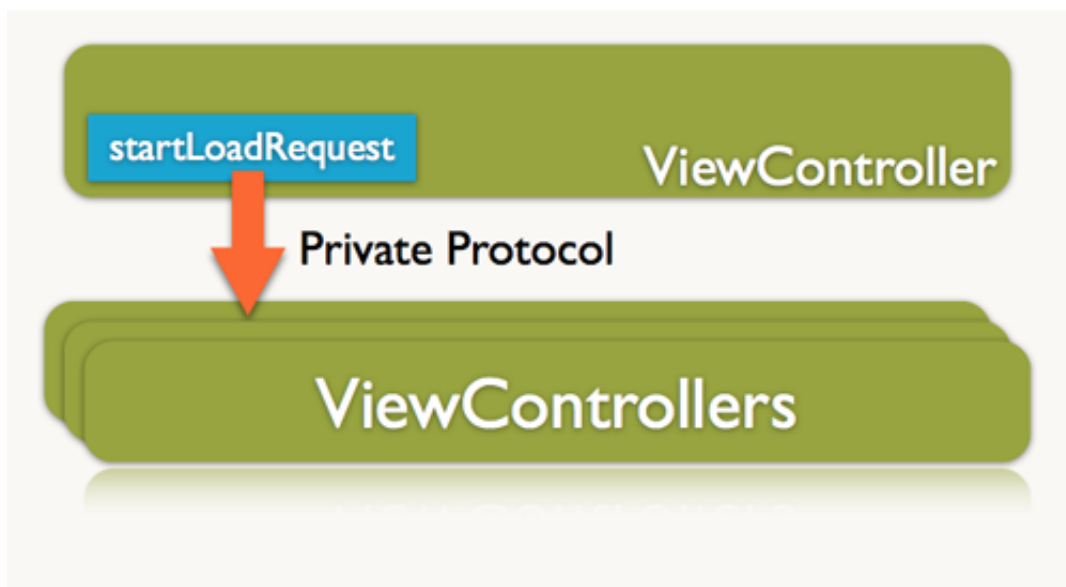 startLoadRequest
ViewController
Private Protocol
ViewControllers